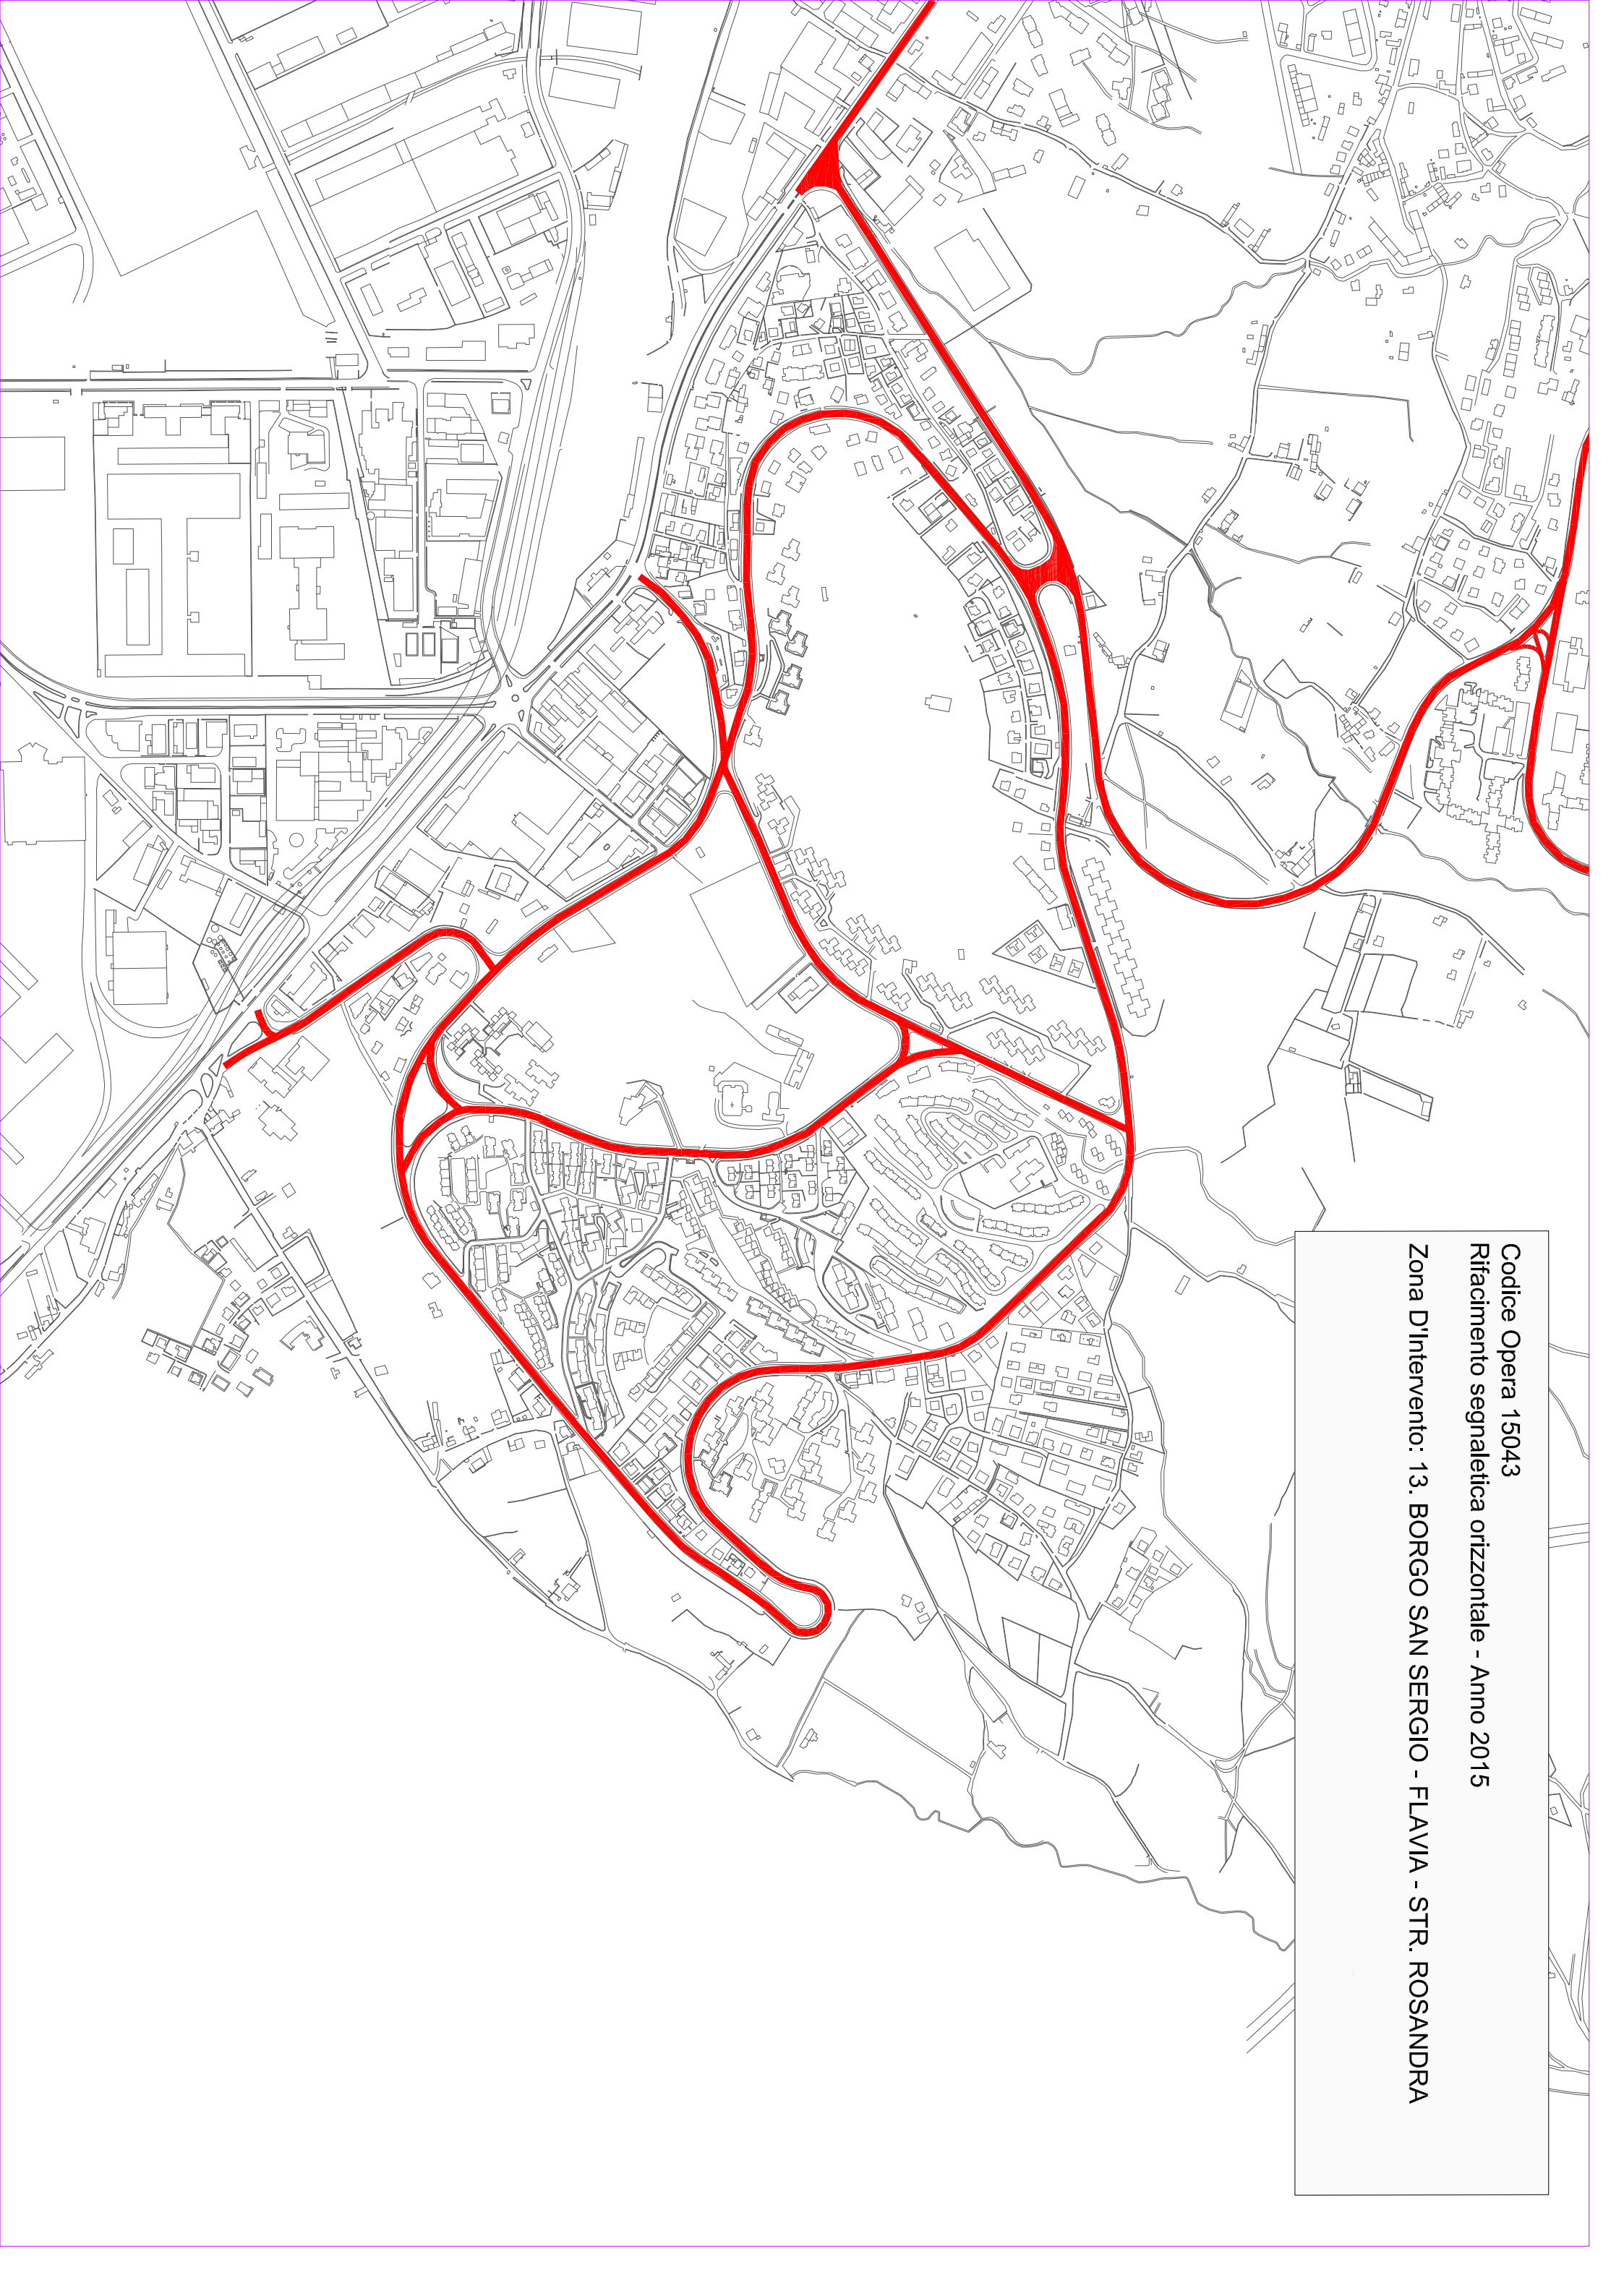 Codice Opera 15043
Rifacimento segnaletica orizzontale - Anno 2015
Zona D'Intervento: 13. BORGO SAN SERGIO - FLAVIA - STR. ROSANDRA